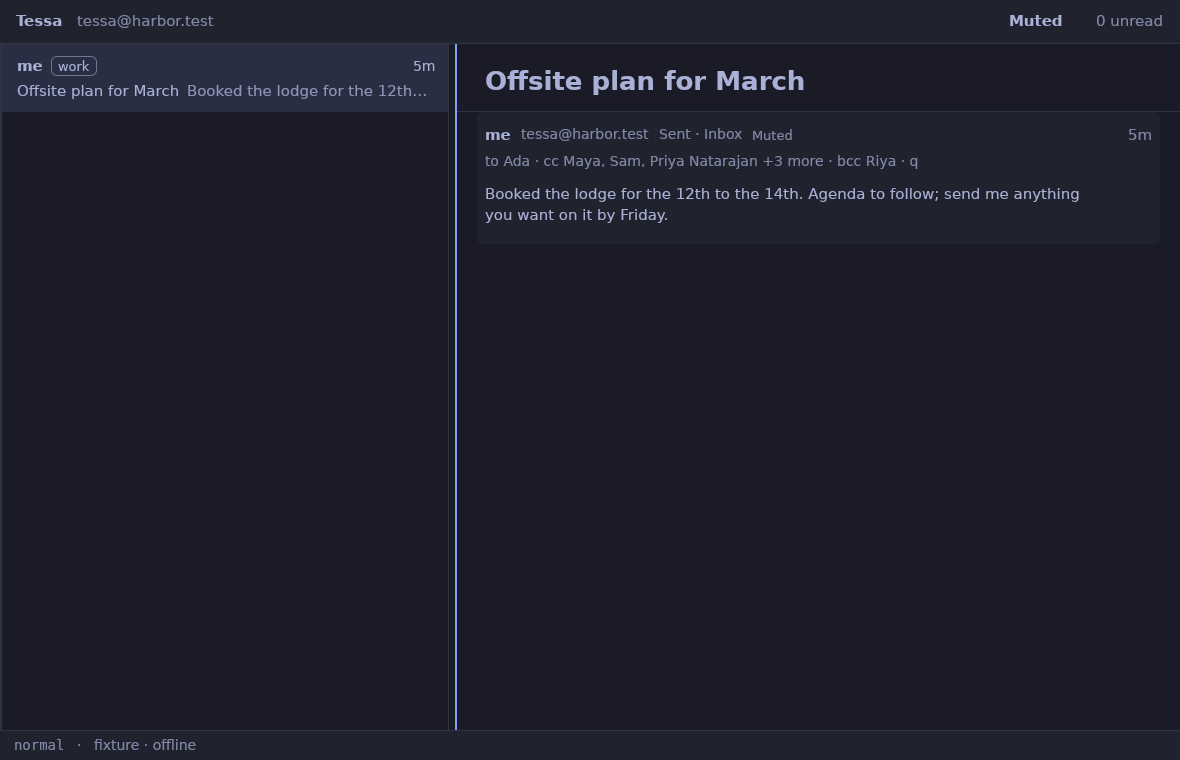 Tessa tessa@harbor.test Muted 0 unread
me work 5m
Offsite plan for March Booked the lodge for the 12th…
Offsite plan for March
me tessa@harbor.test Sent · Inbox Muted 5m
to Ada · cc Maya, Sam, Priya Natarajan +3 more · bcc Riya · q
Booked the lodge for the 12th to the 14th. Agenda to follow; send me anything
you want on it by Friday.
normal · fixture · offline